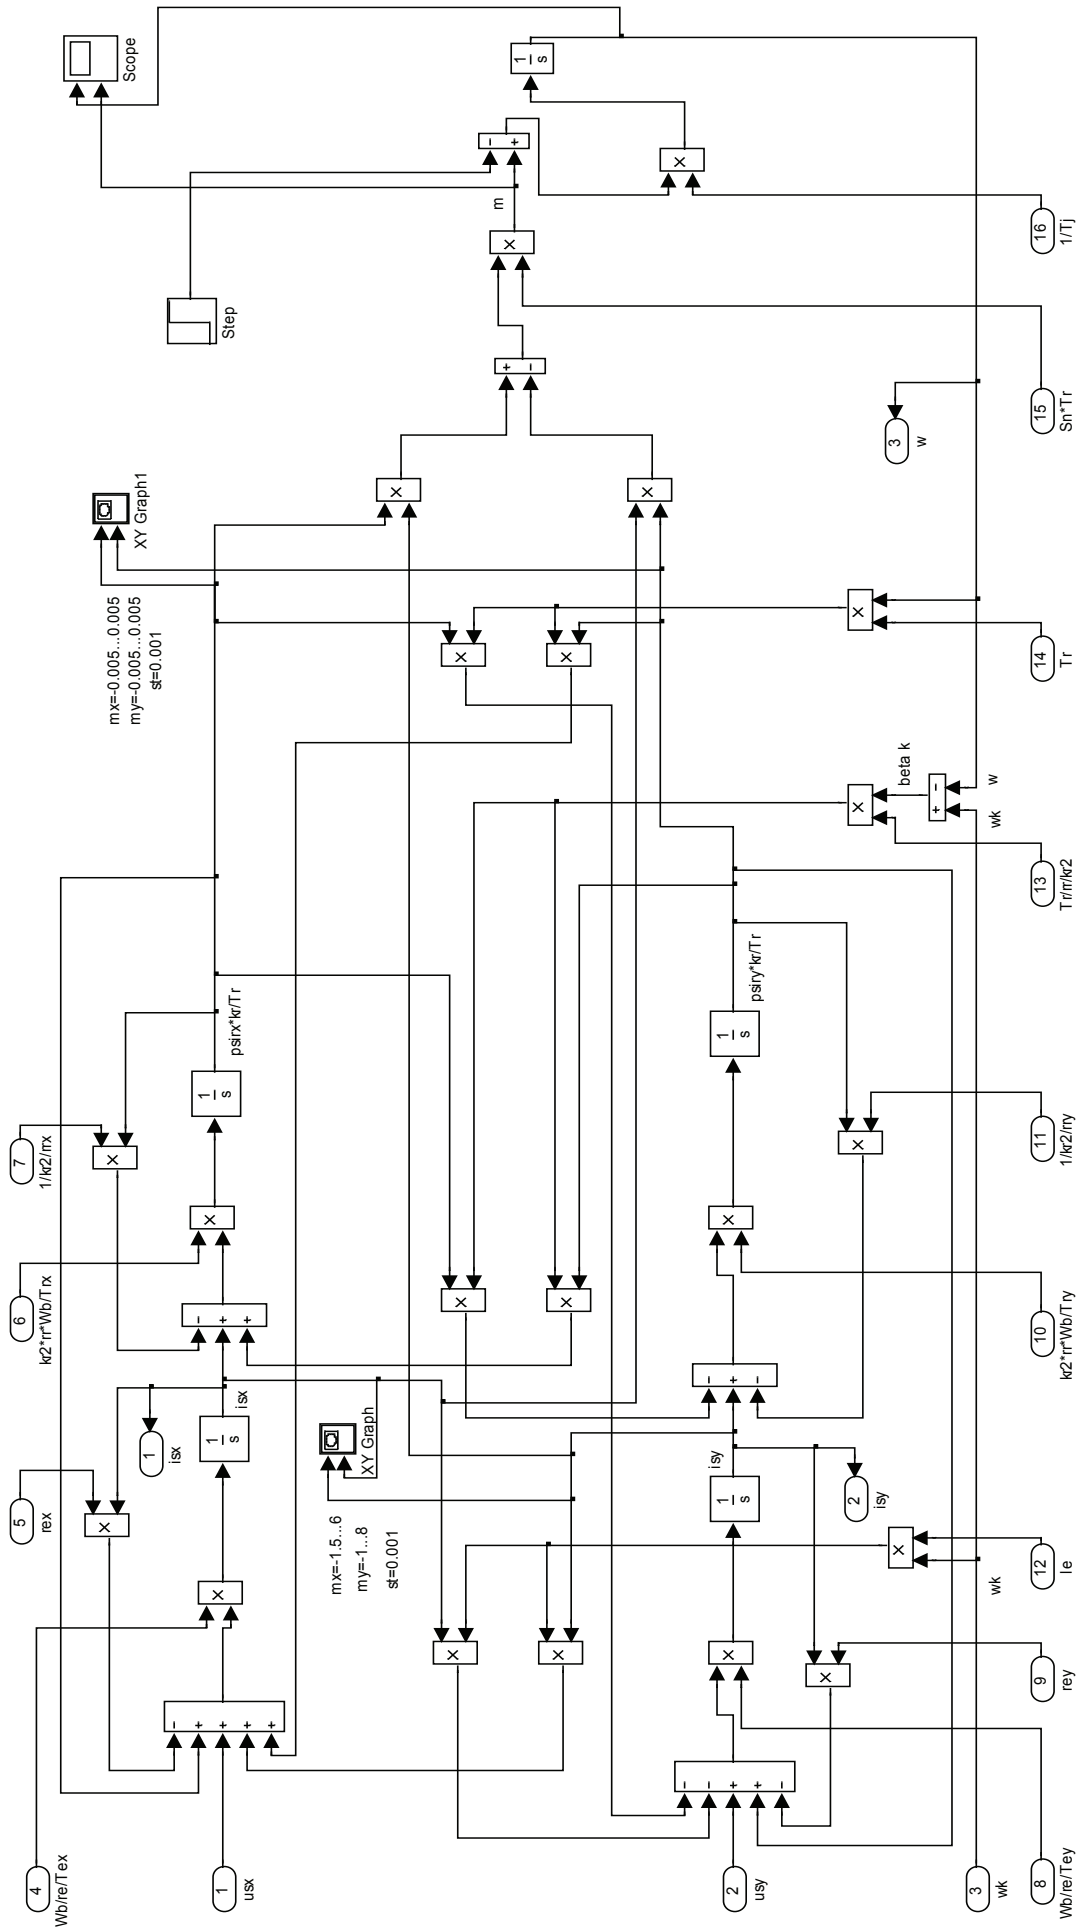 4
Wb/re/Tex
1
usx
2
usy
3
wk
8
Wb/re/Tey
-
+
+
+
+
-
-
+
+
-
×
×
×
×
×
×
9
rey
5
rex
1
isx
1
s
isx
mx=-1.5...6
my=-1...8
st=0.001
XY Graph
1
s
isy
2
isy
×
wk
12
le
6
kr2*rr*Wb/Trx
-
+
+
-
+
-
×
×
×
×
10
kr2*rr*Wb/Try
7
1/kr2/rrx
×
1
s
psirx*kr/Tr
1
s
psiry*kr/Tr
×
11
1/kr2/rry
×
beta k
+
-
wk
w
13
Tr/rr/kr2
mx=-0.005...0.005
my=-0.005...0.005
st=0.001
XY Graph1
×
×
×
14
Tr
×
×
3
w
+
-
15
Sn*Tr
Step
×
m
-
+
×
16
1/Tj
1
s
Scope